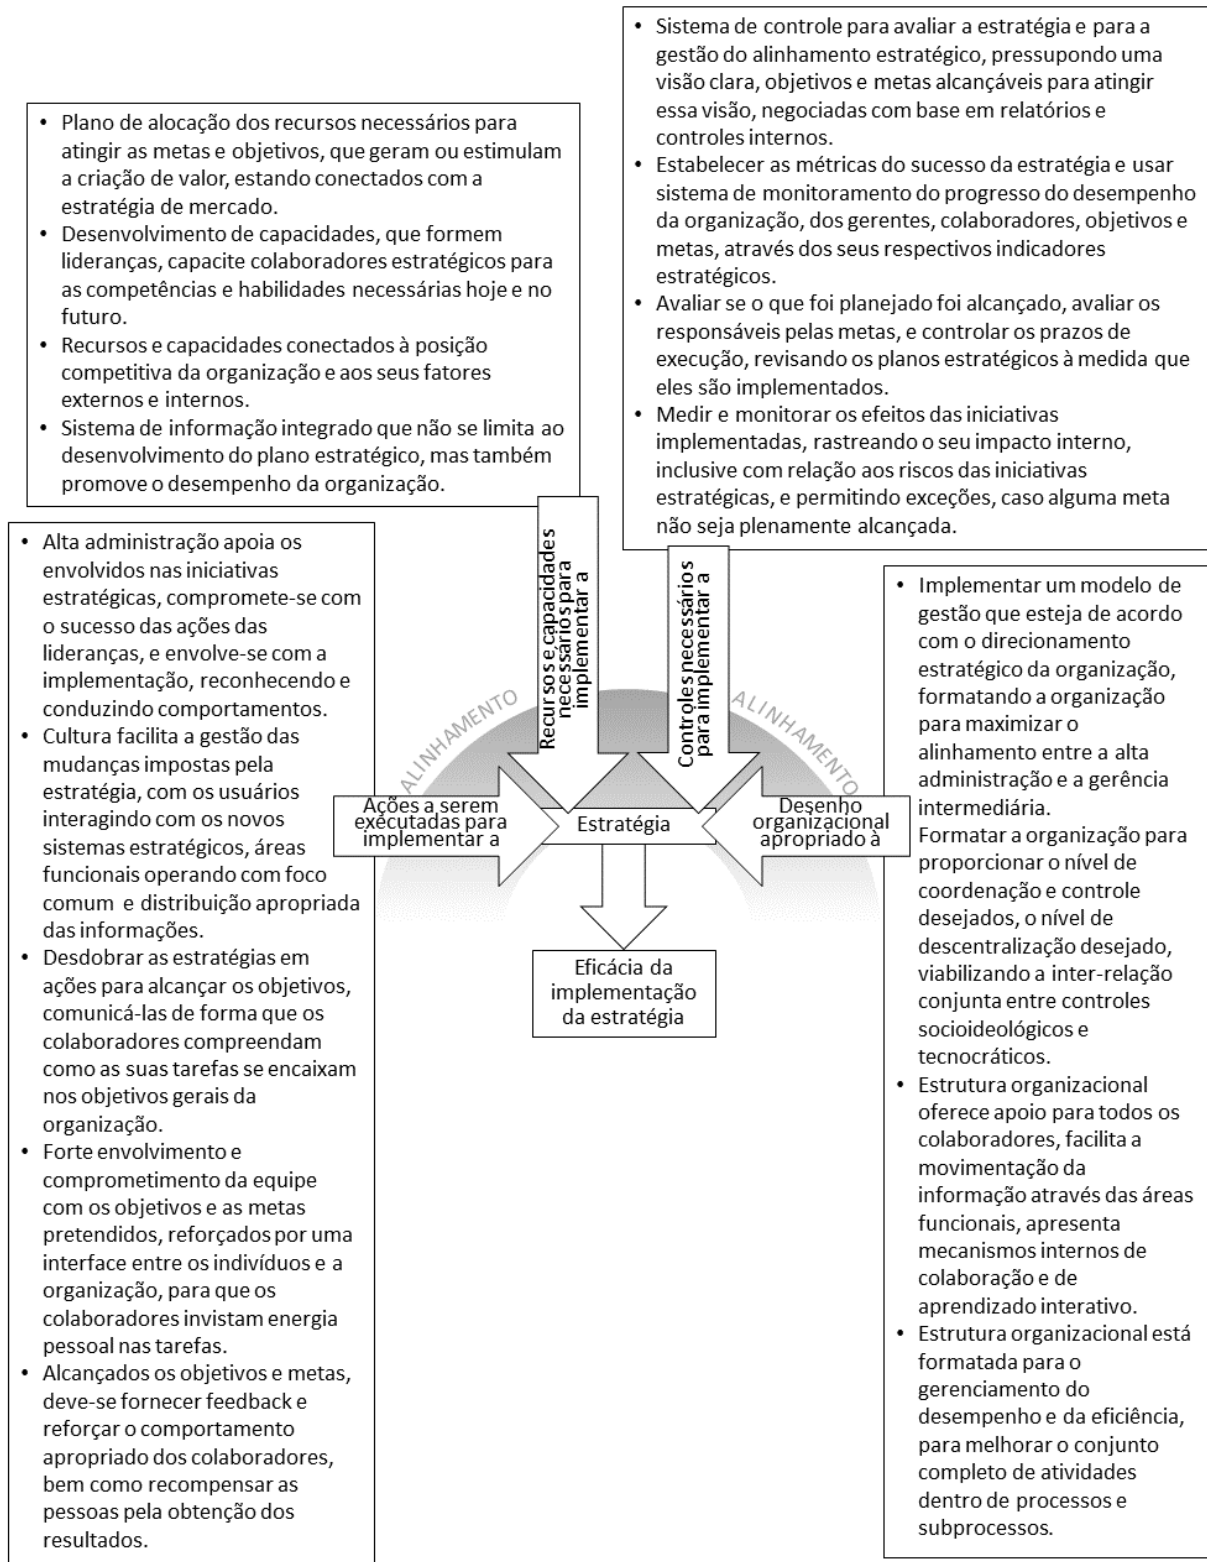 • Sistema de controle para avaliar a estratégia e para a
gestão do alinhamento estratégico, pressupondo uma
visão clara, objetivos e metas alcançáveis para atingir
essa visão, negociadas com base em relatórios e
controles internos.
• Estabelecer as métricas do sucesso da estratégia e usar
sistema de monitoramento do progresso do desempenho
da organização, dos gerentes, colaboradores, objetivos e
metas, através dos seus respectivos indicadores
estratégicos.
• Avaliar se o que foi planejado foi alcançado, avaliar os
responsáveis pelas metas, e controlar os prazos de
execução, revisando os planos estratégicos à medida que
eles são implementados.
• Medir e monitorar os efeitos das iniciativas
implementadas, rastreando o seu impacto interno,
inclusive com relação aos riscos das iniciativas
estratégicas, e permitindo exceções, caso alguma meta
não seja plenamente alcançada.
• Plano de alocação dos recursos necessários para
atingir as metas e objetivos, que geram ou estimulam
a criação de valor, estando conectados com a
estratégia de mercado.
• Desenvolvimento de capacidades, que formem
lideranças, capacite colaboradores estratégicos para
as competências e habilidades necessárias hoje e no
futuro.
• Recursos e capacidades conectados à posição
competitiva da organização e aos seus fatores
externos e internos.
• Sistema de informação integrado que não se limita ao
desenvolvimento do plano estratégico, mas também
promove o desempenho da organização.
• Alta administração apoia os
envolvidos nas iniciativas
estratégicas, compromete-se com
o sucesso das ações das
lideranças, e envolve-se com a
implementação, reconhecendo e
conduzindo comportamentos.
• Cultura facilita a gestão das
mudanças impostas pela
estratégia, com os usuários
interagindo com os novos
sistemas estratégicos, áreas
funcionais operando com foco
comum e distribuição apropriada
das informações.
• Desdobrar as estratégias em
ações para alcançar os objetivos,
comunicá-las de forma que os
colaboradores compreendam
como as suas tarefas se encaixam
nos objetivos gerais da
organização.
• Forte envolvimento e
comprometimento da equipe
com os objetivos e as metas
pretendidos, reforçados por uma
interface entre os indivíduos e a
organização, para que os
colaboradores invistam energia
pessoal nas tarefas.
• Alcançados os objetivos e metas,
deve-se fornecer feedback e
reforçar o comportamento
apropriado dos colaboradores,
bem como recompensar as
pessoas pela obtenção dos
resultados.
Recursos e capacidades
necessários para
implementar a
Controles necessários
para implementar a
ALINHAMENTO
ALINHAMENTO
Ações a serem
executadas para
implementar a
Estratégia
Desenho
organizacional
apropriado à
Eficácia da
implementação
da estratégia
• Implementar um modelo de
gestão que esteja de acordo
com o direcionamento
estratégico da organização,
formatando a organização
para maximizar o
alinhamento entre a alta
administração e a gerência
intermediária.
Formatar a organização para
proporcionar o nível de
coordenação e controle
desejados, o nível de
descentralização desejado,
viabilizando a inter-relação
conjunta entre controles
socioideológicos e
tecnocráticos.
• Estrutura organizacional
oferece apoio para todos os
colaboradores, facilita a
movimentação da
informação através das áreas
funcionais, apresenta
mecanismos internos de
colaboração e de
aprendizado interativo.
• Estrutura organizacional está
formatada para o
gerenciamento do
desempenho e da eficiência,
para melhorar o conjunto
completo de atividades
dentro de processos e
subprocessos.